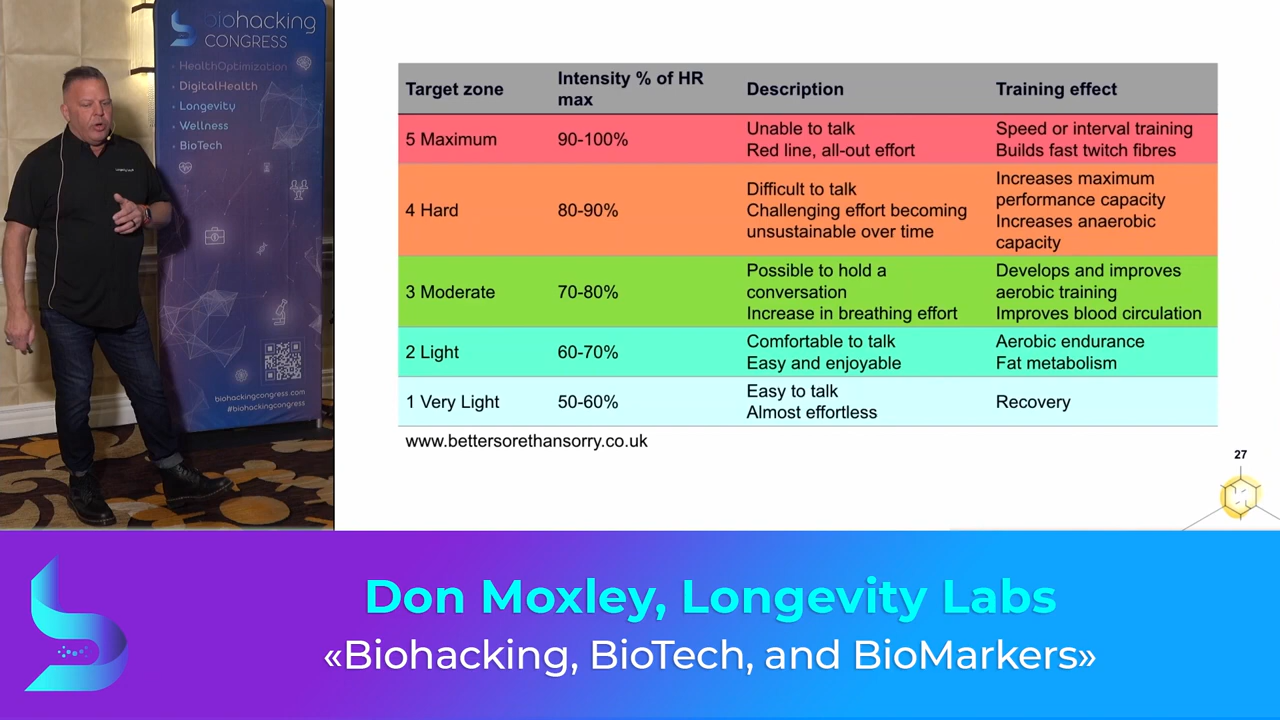 biohacking
CONGRESS
HealthOptimization
DigitalHealth
Longevity
Wellness
BioTech
biohackingcongress.com
#biohackingcongress
Target zone
Intensity % of HR
max
Description
Training effect
5 Maximum
90-100%
Unable to talk
Red line, all-out effort
Speed or interval training
Builds fast twitch fibres
4 Hard
80-90%
Difficult to talk
Challenging effort becoming
unsustainable over time
Increases maximum
performance capacity
Increases anaerobic
capacity
3 Moderate
70-80%
Possible to hold a
conversation
Increase in breathing effort
Develops and improves
aerobic training
Improves blood circulation
2 Light
60-70%
Comfortable to talk
Easy and enjoyable
Aerobic endurance
Fat metabolism
1 Very Light
50-60%
Easy to talk
Almost effortless
Recovery
www.bettersorethansorry.co.uk
27
Don Moxley, Longevity Labs
«Biohacking, BioTech, and BioMarkers»